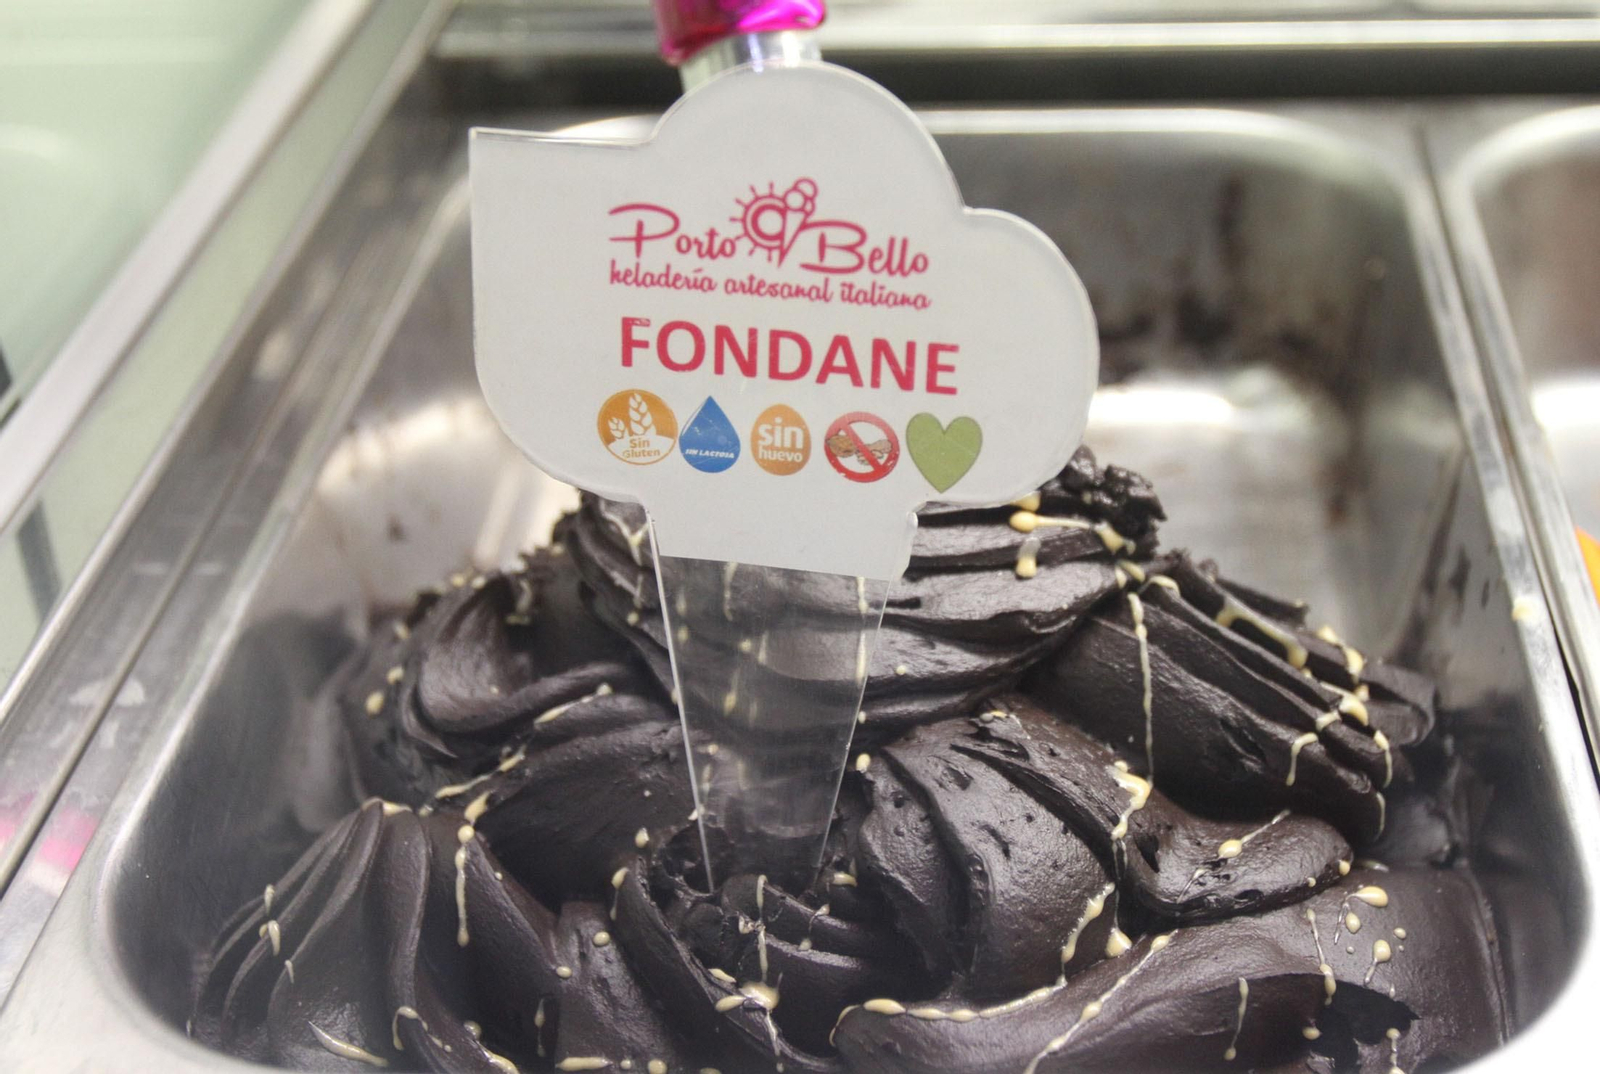 Porto Bello
heladería artesanal italiana
FONDANE
Sin
Gluten
SIN LACTOSA
sin
huevo